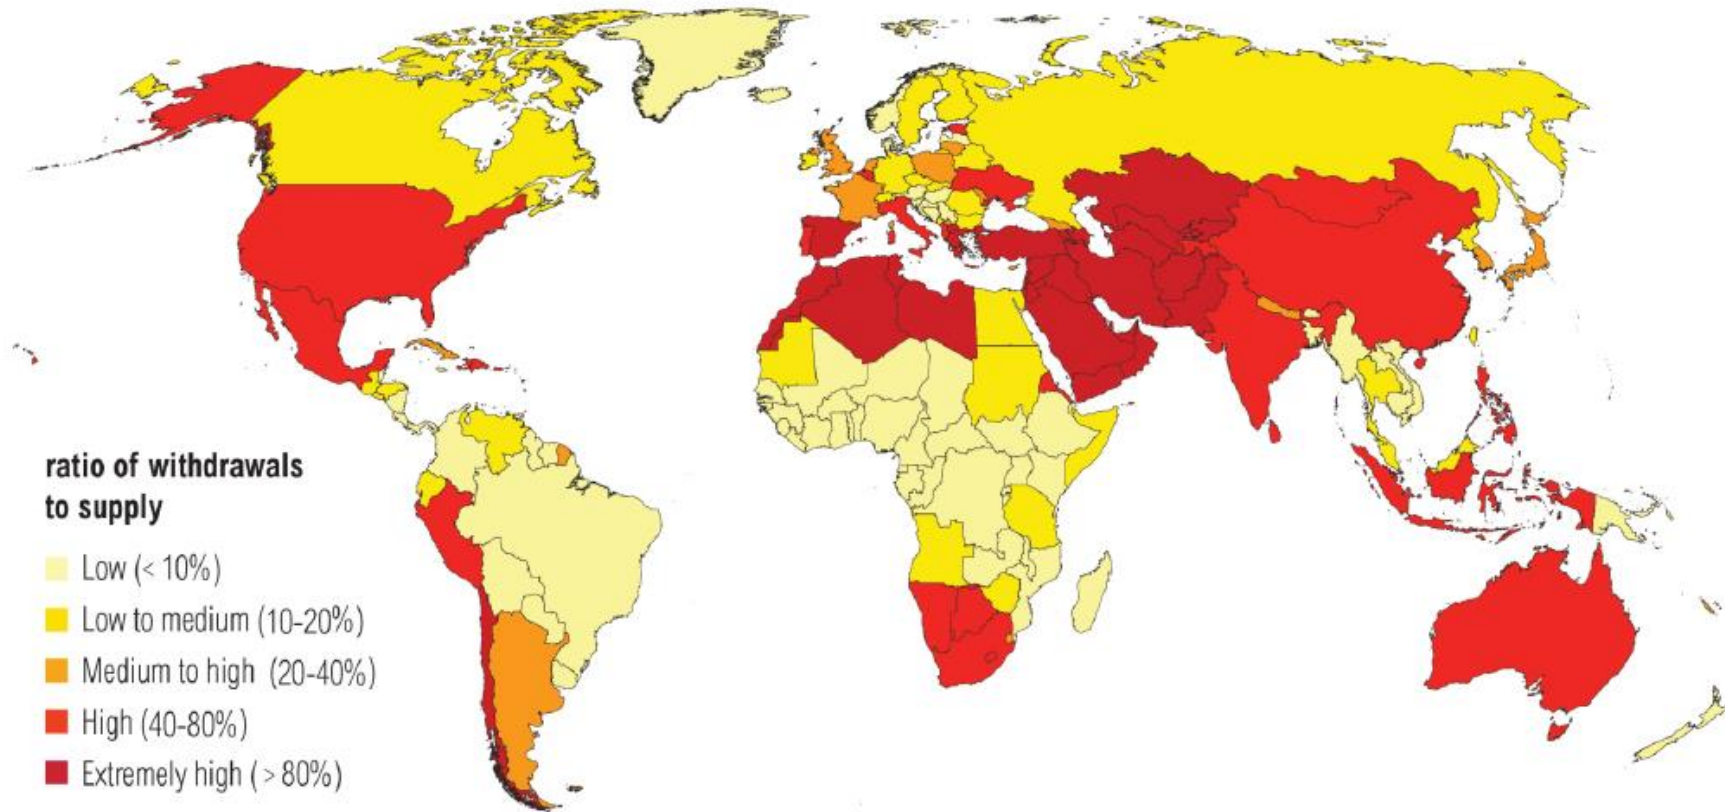 ratio of withdrawals
to supply
Low (< 10%)
Low to medium (10-20%)
Medium to high (20-40%)
High (40-80%)
Extremely high (> 80%)